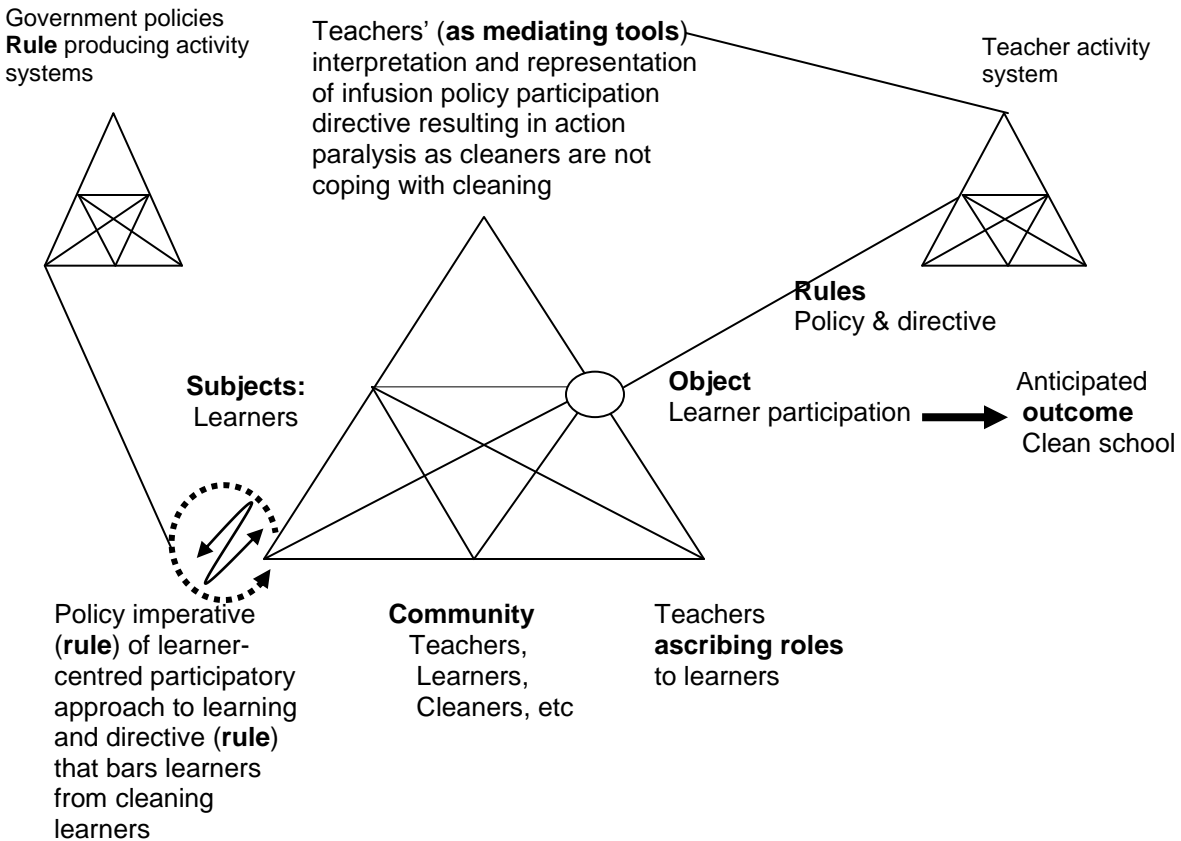 Government policies
Rule producing activity
systems
Teachers’ (as mediating tools)
interpretation and representation
of infusion policy participation
directive resulting in action
paralysis as cleaners are not
coping with cleaning
Teacher activity
system
Rules
Policy & directive
Subjects:
Learners
Object
Learner participation
Anticipated
outcome
Clean school
Policy imperative
(rule) of learner-
centred participatory
approach to learning
and directive (rule)
that bars learners
from cleaning
learners
Community
Teachers,
Learners,
Cleaners, etc
Teachers
ascribing roles
to learners